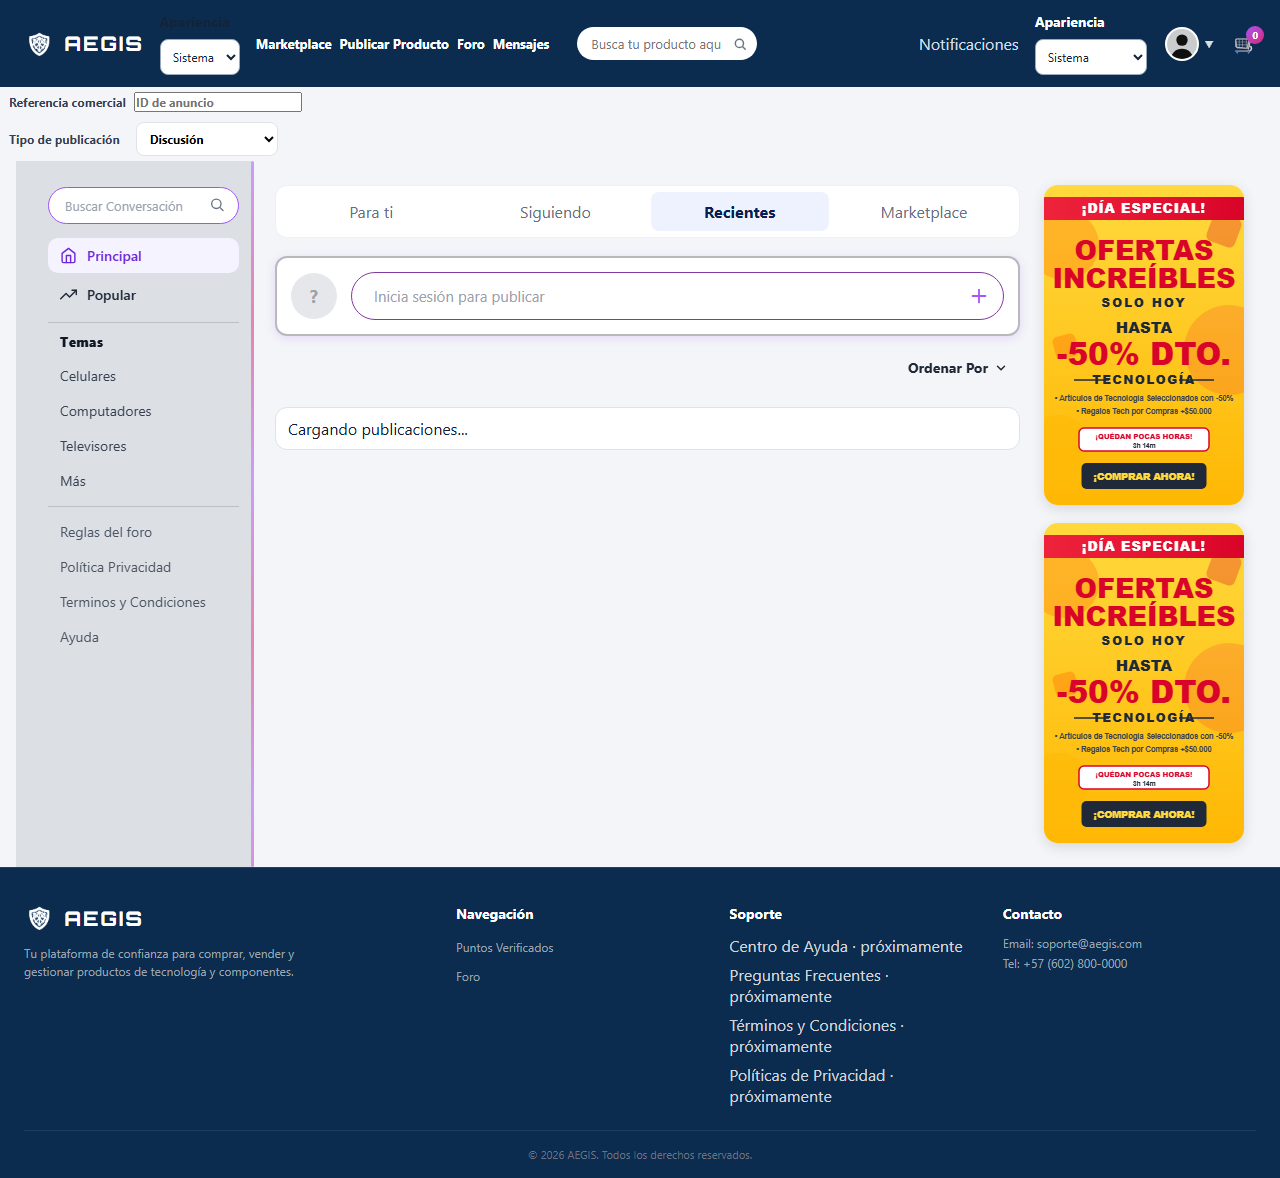 AEGIS
Apariencia
Sistema
Marketplace Publicar Producto Foro Mensajes
Busca tu producto aqu
Notificaciones
Apariencia
Sistema
0
Referencia comercial ID de anuncio
Tipo de publicación Discusión
Buscar Conversación
Principal
Popular
Temas
Celulares
Computadores
Televisores
Más
Reglas del foro
Política Privacidad
Terminos y Condiciones
Ayuda
Para ti Siguiendo Recientes Marketplace
? Inicia sesión para publicar
Ordenar Por
Cargando publicaciones...
¡DÍA ESPECIAL!
OFERTAS
INCREÍBLES
SOLO HOY
HASTA
-50% DTO.
TECNOLOGÍA
• Artículos de Tecnología Seleccionados con -50%
• Regalos Tech por Compras +$50.000
¡QUÉDAN POCAS HORAS!
3h 14m
¡COMPRAR AHORA!
¡DÍA ESPECIAL!
OFERTAS
INCREÍBLES
SOLO HOY
HASTA
-50% DTO.
TECNOLOGÍA
• Artículos de Tecnología Seleccionados con -50%
• Regalos Tech por Compras +$50.000
¡QUÉDAN POCAS HORAS!
3h 14m
¡COMPRAR AHORA!
AEGIS
Tu plataforma de confianza para comprar, vender y
gestionar productos de tecnología y componentes.
Navegación
Puntos Verificados
Foro
Soporte
Centro de Ayuda · próximamente
Preguntas Frecuentes ·
próximamente
Términos y Condiciones ·
próximamente
Políticas de Privacidad ·
próximamente
Contacto
Email: soporte@aegis.com
Tel: +57 (602) 800-0000
© 2026 AEGIS. Todos los derechos reservados.